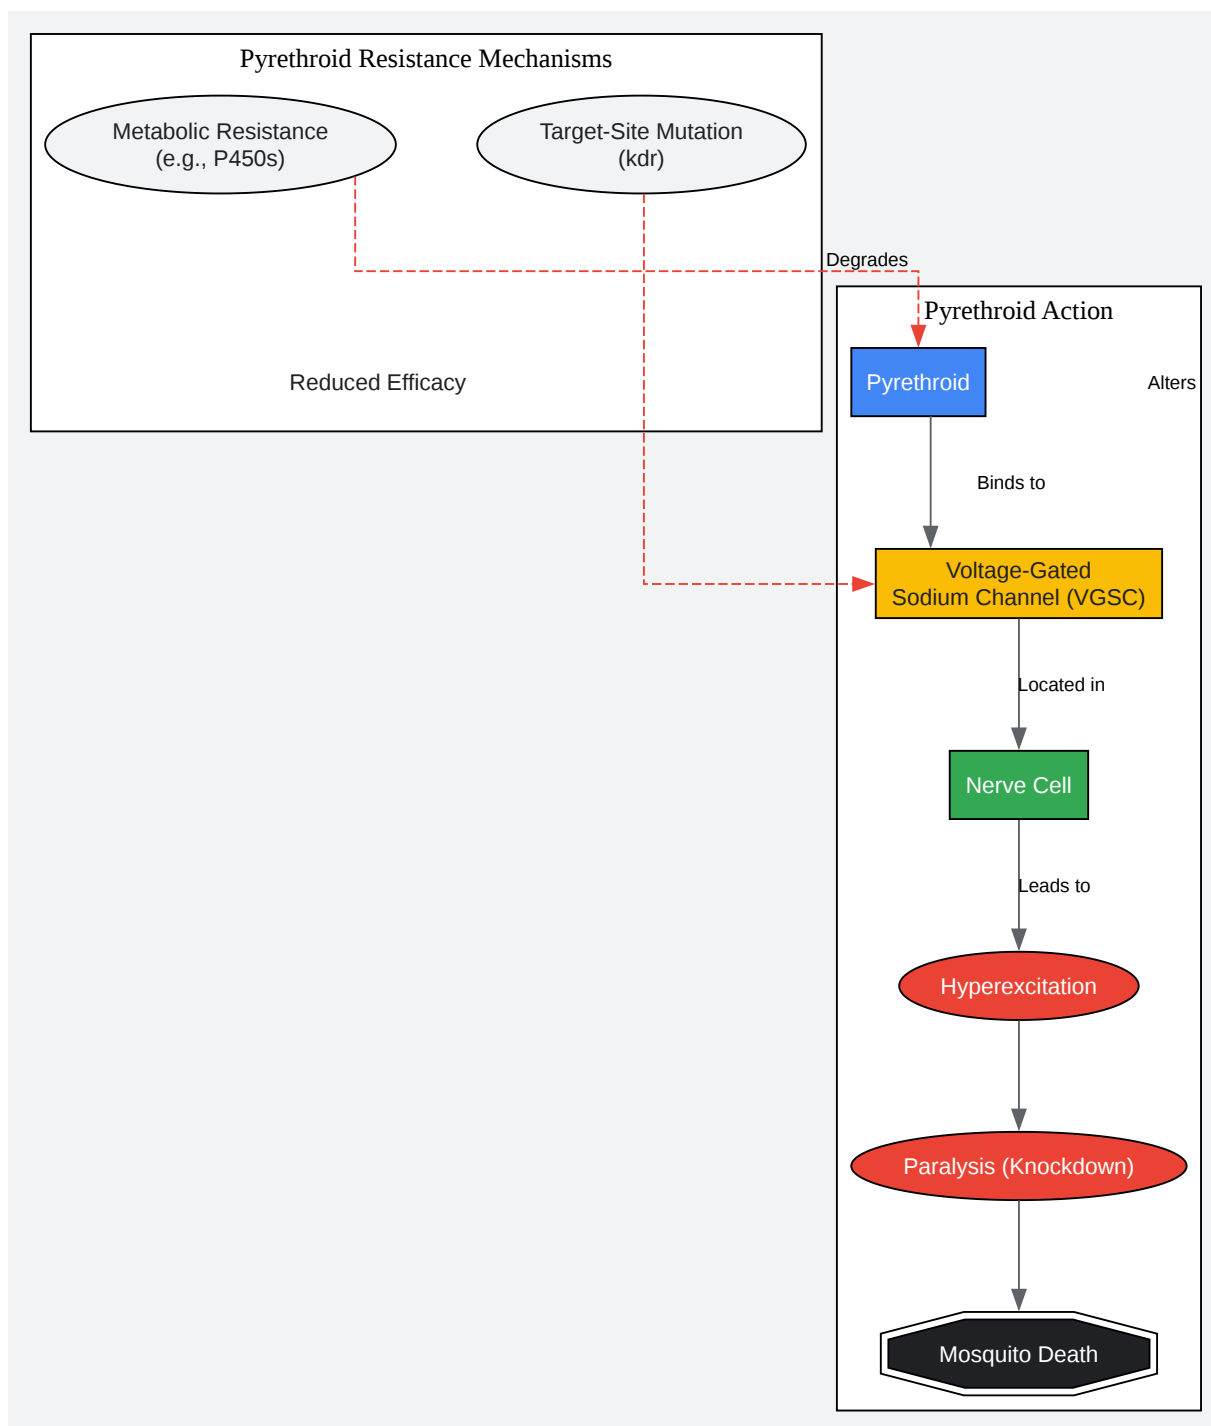 Pyrethroid Resistance Mechanisms
Metabolic Resistance
(e.g., P450s)
Target-Site Mutation
(kdr)
Degrades
Reduced Efficacy
Pyrethroid Action
Pyrethroid
Alters
Binds to
Voltage-Gated
Sodium Channel (VGSC)
Located in
Nerve Cell
Leads to
Hyperexcitation
Paralysis (Knockdown)
Mosquito Death